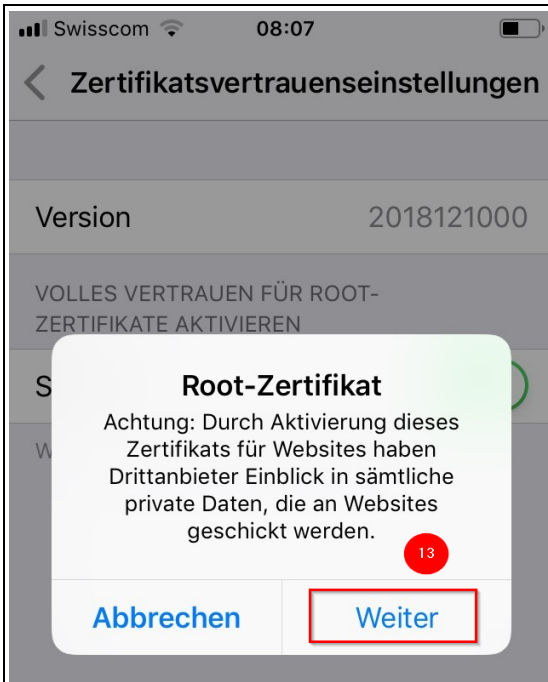 Swisscom 08:07
Zertifikatsvertrauenseinstellungen
Version 2018121000
VOLLES VERTRAUEN FÜR ROOT-
ZERTIFIKATE AKTIVIEREN
Root-Zertifikat
Achtung: Durch Aktivierung dieses
Zertifikats für Websites haben
Drittanbieter Einblick in sämtliche
private Daten, die an Websites
geschickt werden.
13
Abbrechen Weiter